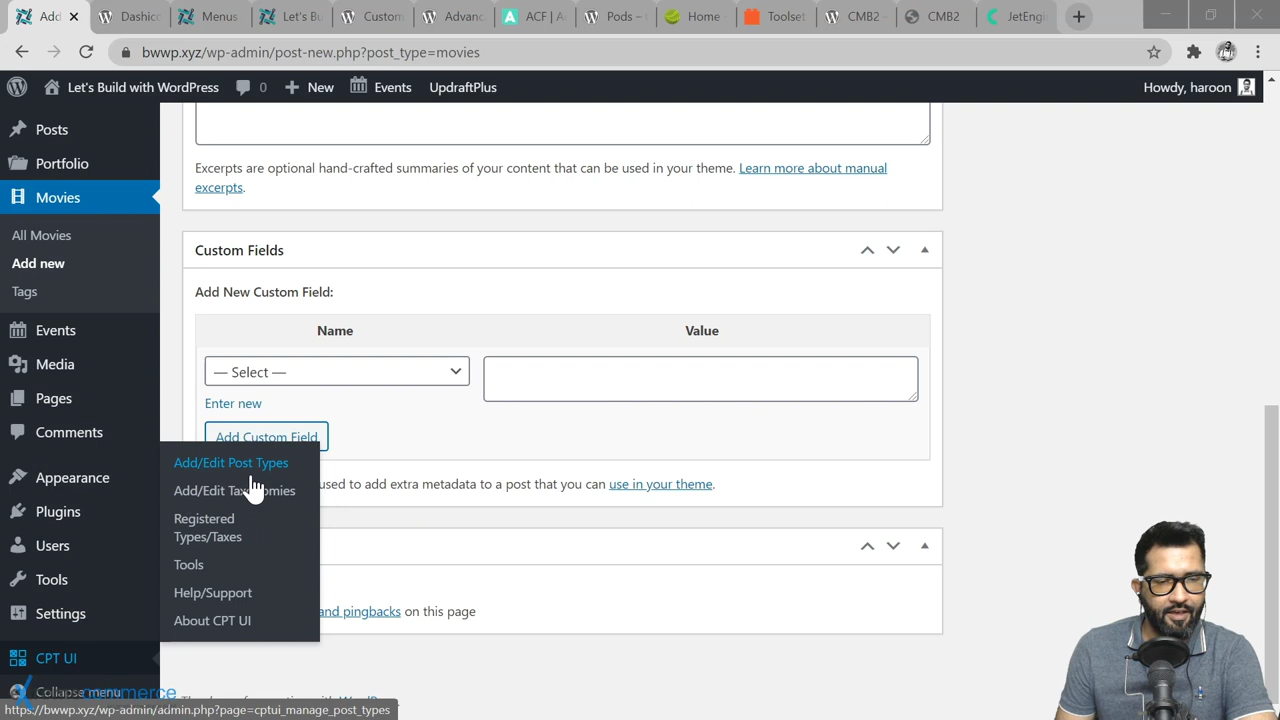 Add
Dashb
Menus
Let's Bu
Custom
Advanc
ACF | A
Pods –
Home -
Toolset
CMB2 –
CMB2
JetEngi
bwwp.xyz/wp-admin/post-new.php?post_type=movies
Let's Build with WordPress
0
New
Events
UpdraftPlus
Howdy, haroon
Posts
Portfolio
Movies
All Movies
Add new
Tags
Events
Media
Pages
Comments
Appearance
Plugins
Users
Tools
Settings
CPT UI
Collapse menu
commerce
Excerpts are optional hand-crafted summaries of your content that can be used in your theme. Learn more about manual
excerpts.
Custom Fields
Add New Custom Field:
Name
Value
— Select —
Enter new
Add Custom Field
used to add extra metadata to a post that you can use in your theme.
and pingbacks on this page
Add/Edit Post Types
Add/Edit Taxonomies
Registered
Types/Taxes
Tools
Help/Support
About CPT UI
https://bwwp.xyz/wp-admin/admin.php?page=cptui_manage_post_types